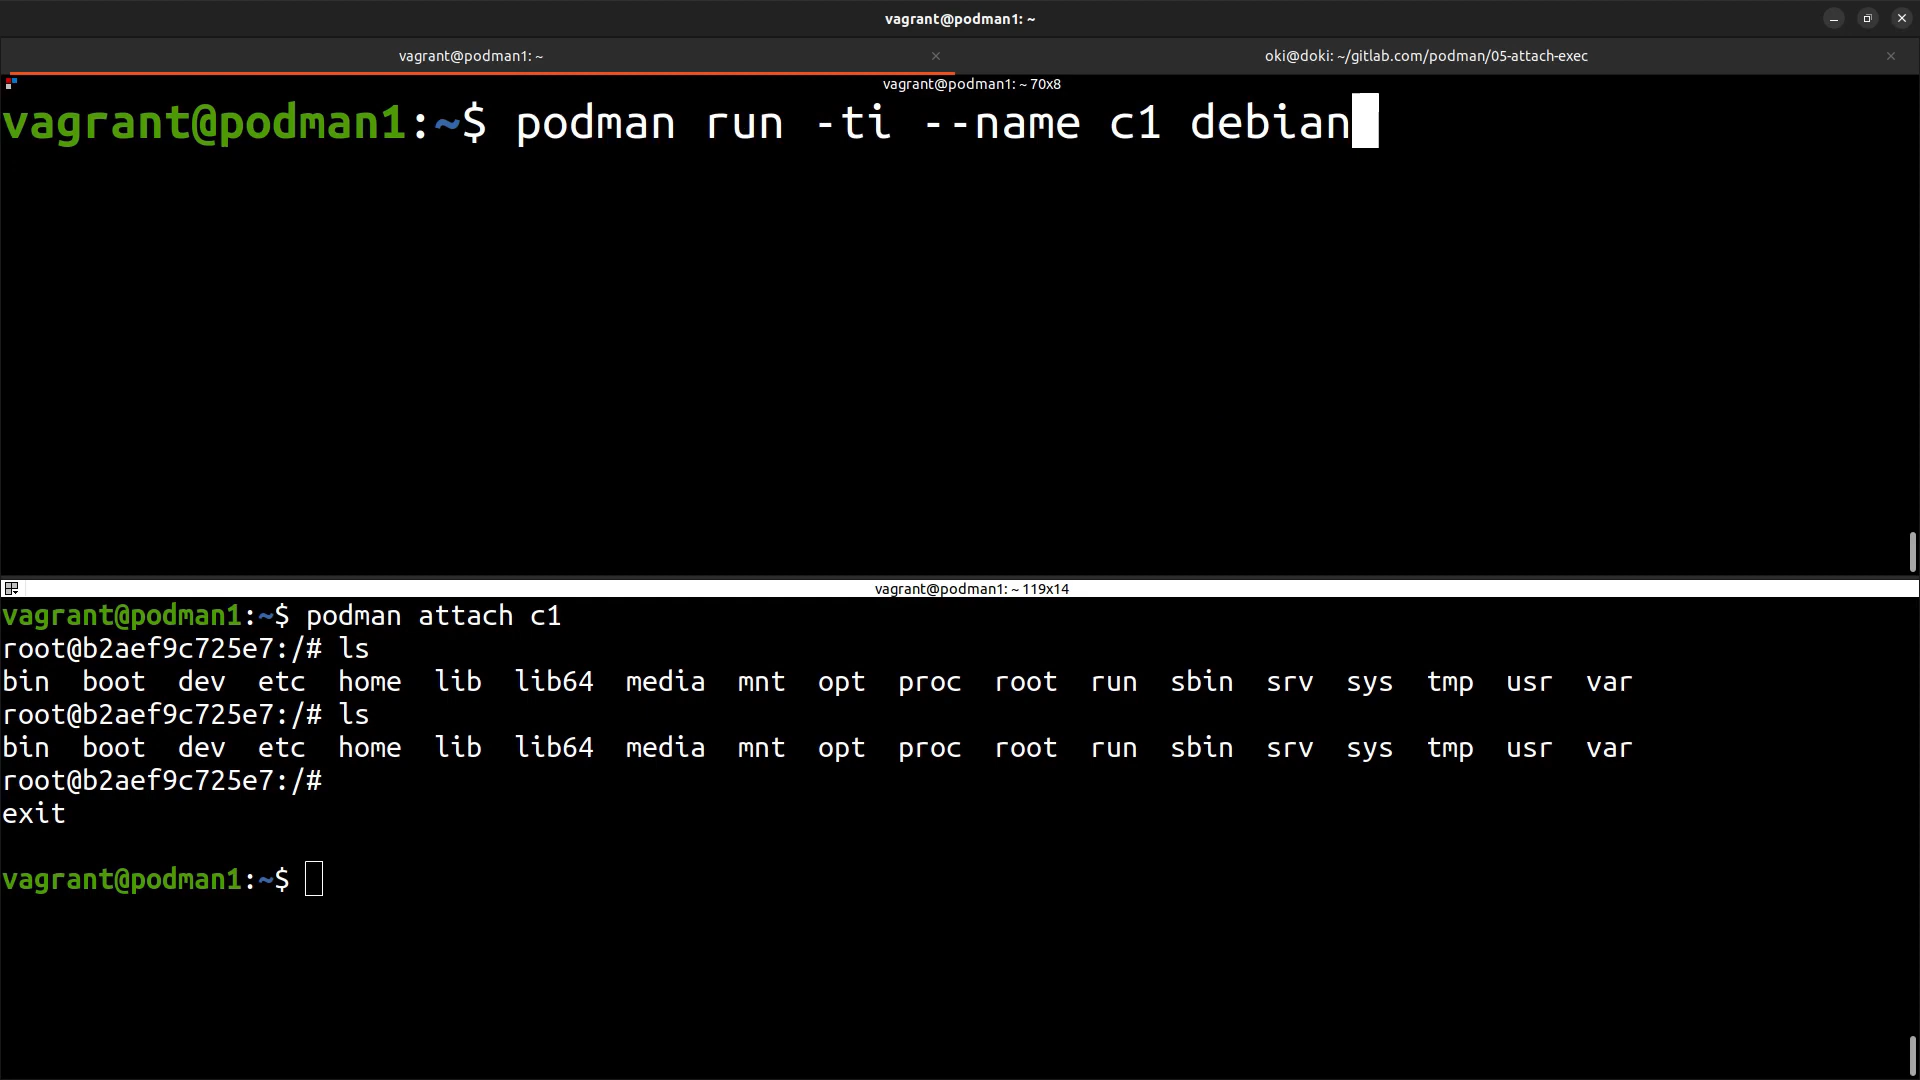 vagrant@podman1: ~
vagrant@podman1: ~ × oki@doki: ~/gitlab.com/podman/05-attach-exec ×
vagrant@podman1: ~ 70x8
vagrant@podman1:~$ podman run -ti --name c1 debian
vagrant@podman1: ~ 119x14
vagrant@podman1:~$ podman attach c1
root@b2aef9c725e7:/# ls
bin  boot  dev  etc  home  lib  lib64  media  mnt  opt  proc  root  run  sbin  srv  sys  tmp  usr  var
root@b2aef9c725e7:/# ls
bin  boot  dev  etc  home  lib  lib64  media  mnt  opt  proc  root  run  sbin  srv  sys  tmp  usr  var
root@b2aef9c725e7:/#
exit
vagrant@podman1:~$